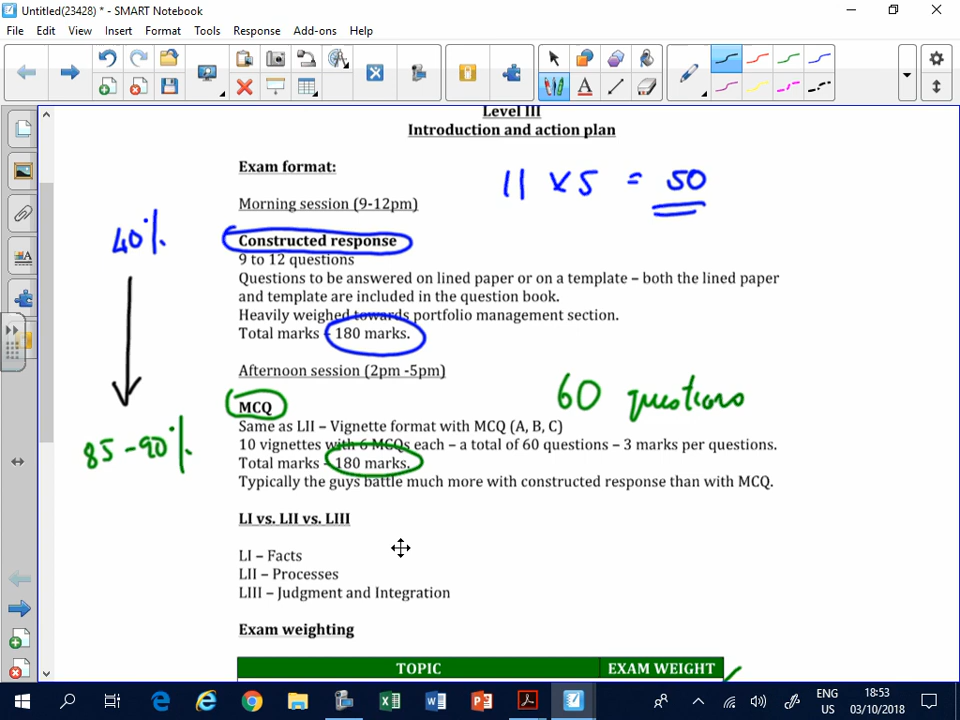 Untitled(23428) * - SMART Notebook
File Edit View Insert Format Tools Response Add-ons Help
Level III
Introduction and action plan
Exam format:
11 x 5 = 50
Morning session (9-12pm)
40%
Constructed response
9 to 12 questions
Questions to be answered on lined paper or on a template – both the lined paper
and template are included in the question book.
Heavily weighed towards portfolio management section.
Total marks – 180 marks.
Afternoon session (2pm -5pm)
60 questions
MCQ
Same as LII – Vignette format with MCQ (A, B, C)
10 vignettes with 6 MCQs each – a total of 60 questions – 3 marks per questions.
85-90%
Total marks – 180 marks.
Typically the guys battle much more with constructed response than with MCQ.
LI vs. LII vs. LIII
LI – Facts
LII – Processes
LIII – Judgment and Integration
Exam weighting
TOPIC EXAM WEIGHT
ENG 18:53
US 03/10/2018